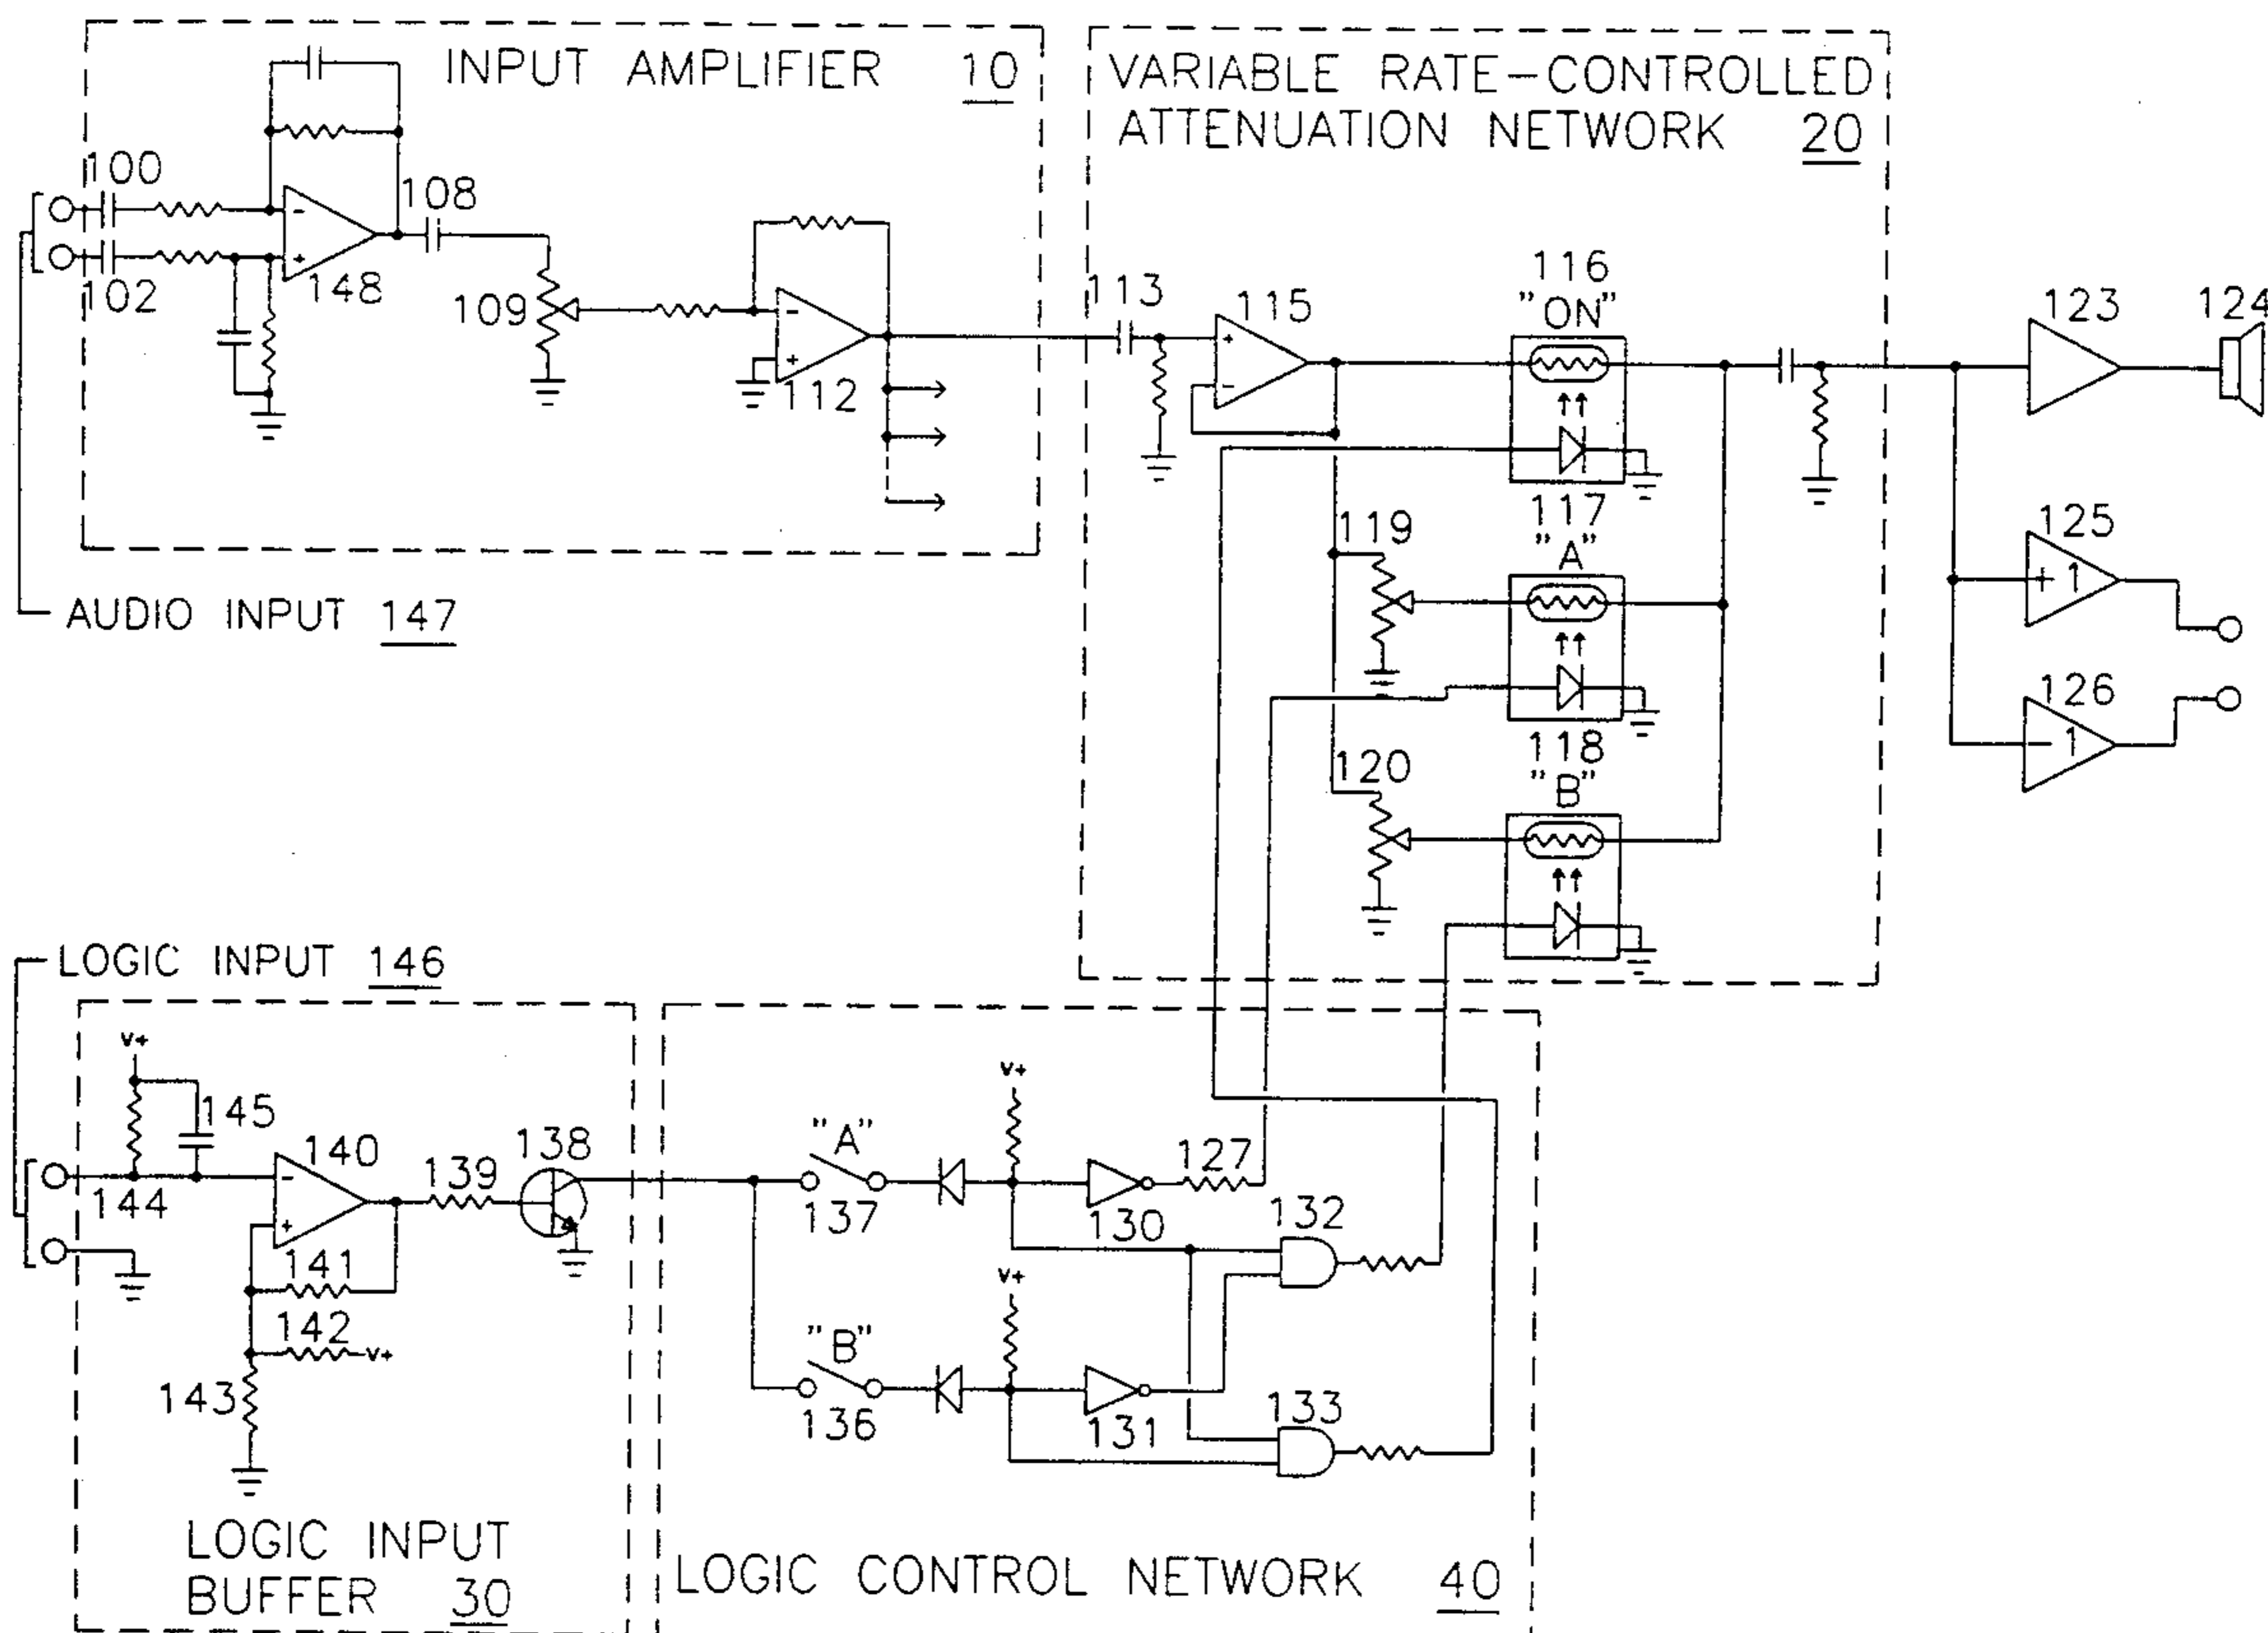 INPUT AMPLIFIER 10
VARIABLE RATE-CONTROLLED
ATTENUATION NETWORK 20
100
108
102
148
109
112
113
115
116
"ON"
123
124
117
"A"
119
125
126
118
"B"
120
+ 1
- 1
AUDIO INPUT 147
LOGIC INPUT 146
V+
145
144
140
139
138
141
142
V+
143
LOGIC INPUT
BUFFER 30
"A"
137
V+
127
130
132
"B"
136
V+
131
133
LOGIC CONTROL NETWORK 40